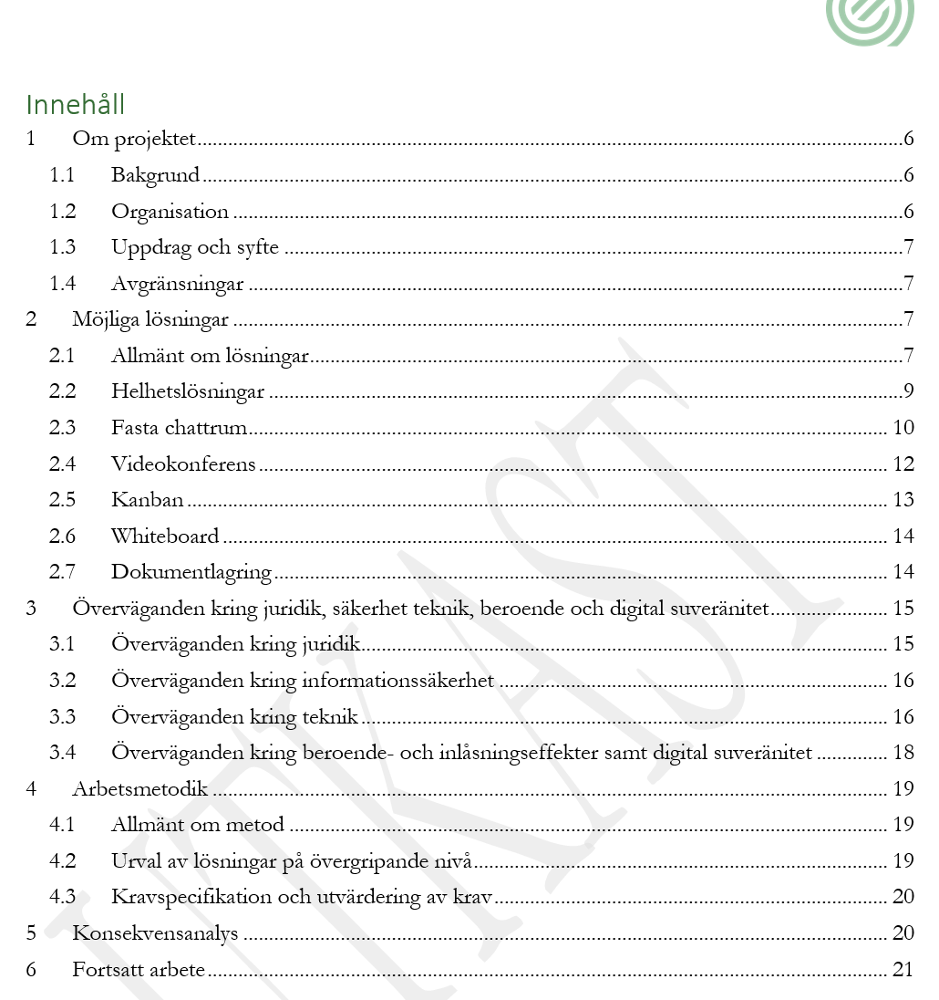 Innehåll
1 Om projektet 6
1.1 Bakgrund 6
1.2 Organisation 6
1.3 Uppdrag och syfte 7
1.4 Avgränsningar 7
2 Möjliga lösningar 7
2.1 Allmänt om lösningar 7
2.2 Helhetslösningar 9
2.3 Fasta chattrum 10
2.4 Videokonferens 12
2.5 Kanban 13
2.6 Whiteboard 14
2.7 Dokumentlagring 14
3 Överväganden kring juridik, säkerhet teknik, beroende och digital suveränitet 15
3.1 Överväganden kring juridik 15
3.2 Överväganden kring informationssäkerhet 16
3.3 Överväganden kring teknik 16
3.4 Överväganden kring beroende- och inlåsningseffekter samt digital suveränitet 18
4 Arbetsmetodik 19
4.1 Allmänt om metod 19
4.2 Urval av lösningar på övergripande nivå 19
4.3 Kravspecifikation och utvärdering av krav 20
5 Konsekvensanalys 20
6 Fortsatt arbete 21
UTKAST